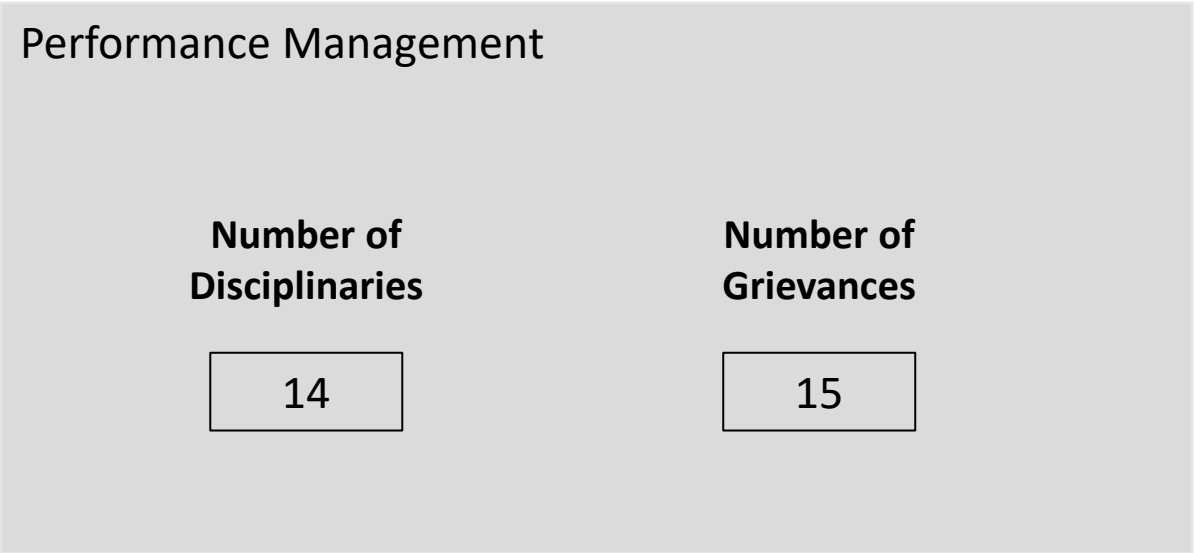 Performance Management
Number of
Disciplinaries
14
Number of
Grievances
15